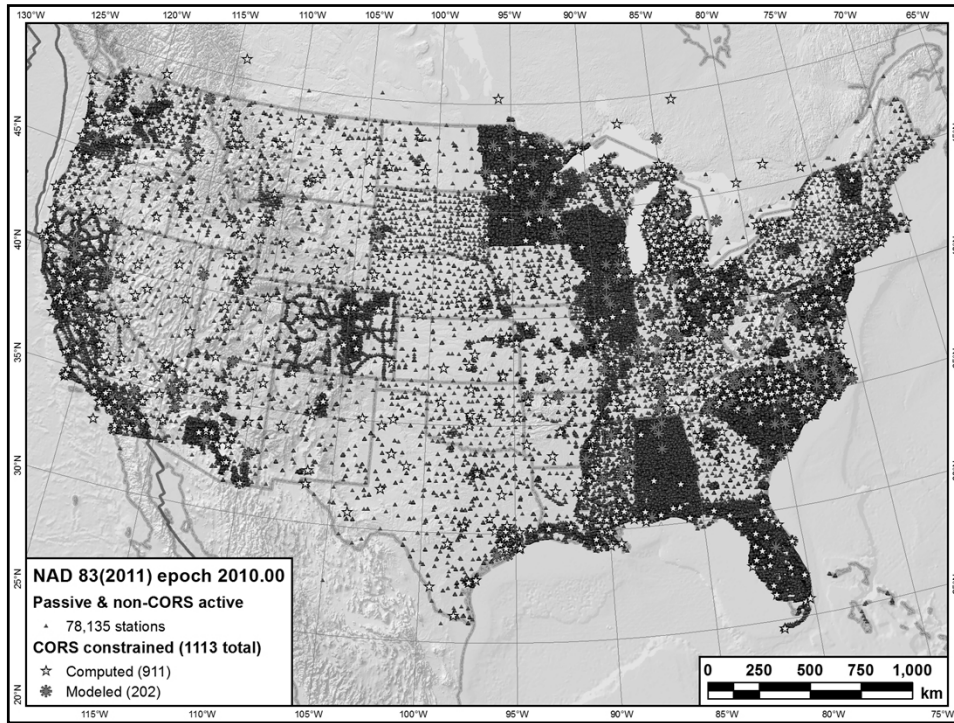 130°W 125°W 120°W 115°W 110°W 105°W 100°W 95°W 90°W 85°W 80°W 75°W 70°W 65°W
45°N
40°N
35°N
30°N
25°N
20°N
NAD 83(2011) epoch 2010.00
Passive & non-CORS active
78,135 stations
CORS constrained (1113 total)
Computed (911)
Modeled (202)
0 250 500 750 1,000
km
115°W 110°W 105°W 100°W 95°W 90°W 85°W 80°W 75°W